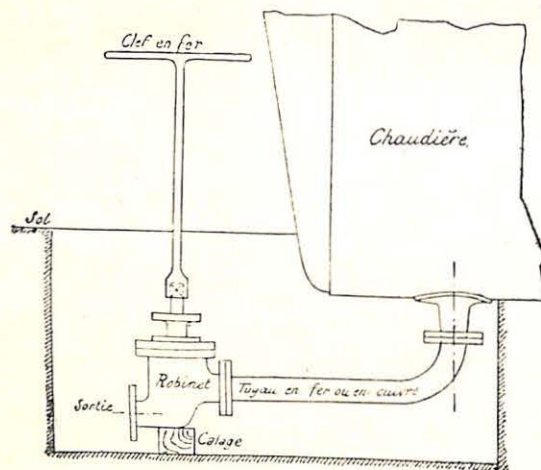 Clef en fer
Chaudière
Sol
Robinet
Tuyau en fer ou en cuivre
Sortie
Calage